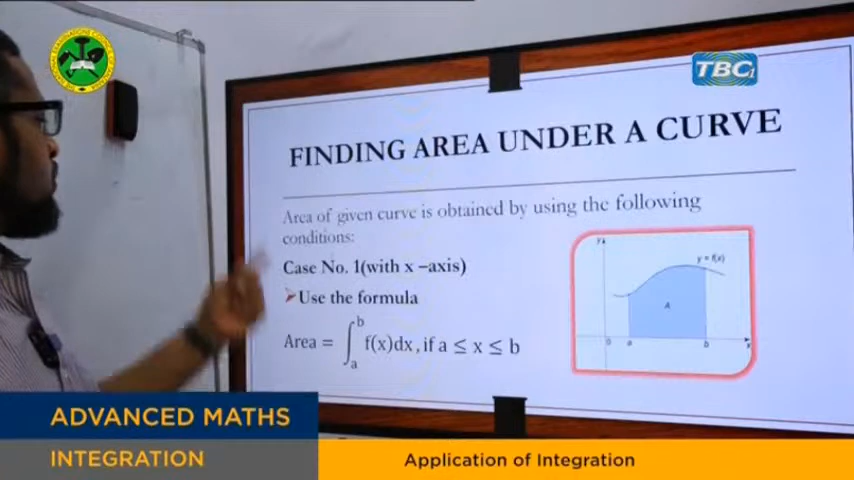 TBC1
FINDING AREA UNDER A CURVE
Area of given curve is obtained by using the following
conditions:
Case No. 1(with x –axis)
➤Use the formula
Area = ∫_a^b f(x)dx, if a ≤ x ≤ b
y
y = f(x)
A
0 a b x
ADVANCED MATHS
INTEGRATION
Application of Integration